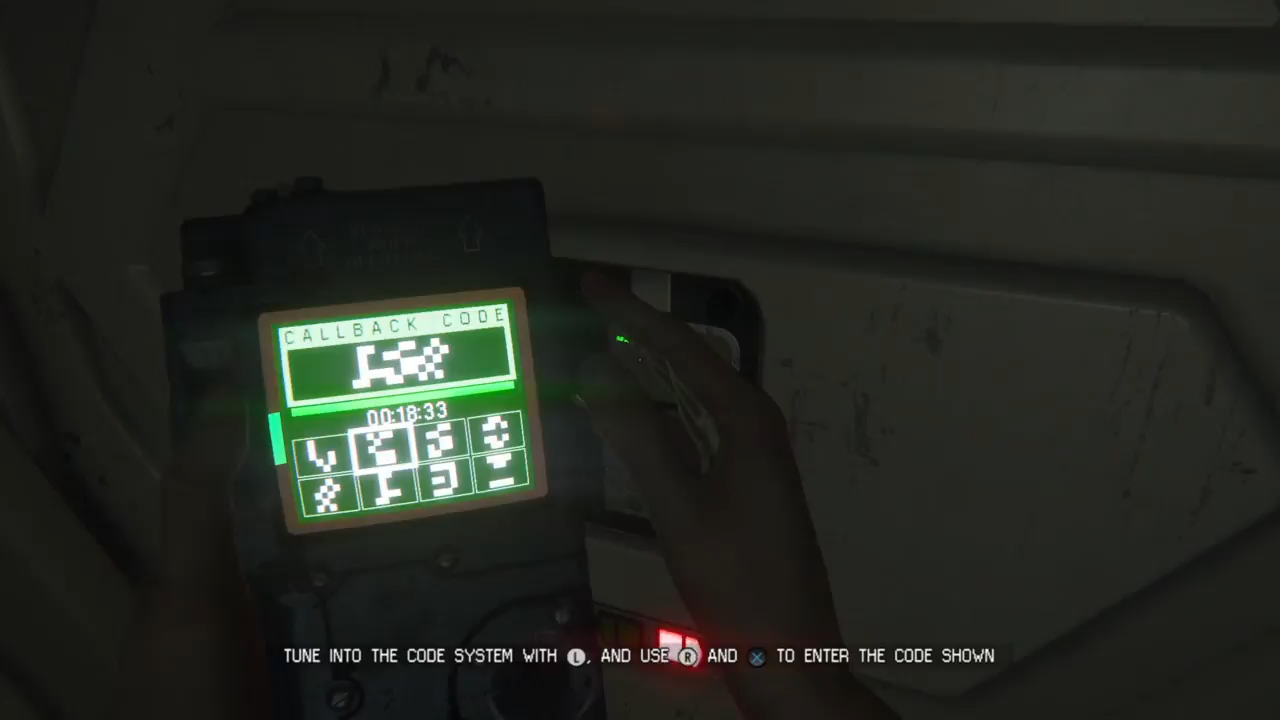 CALLBACK CODE
00:18:33
TUNE INTO THE CODE SYSTEM WITH L, AND USE R AND X TO ENTER THE CODE SHOWN